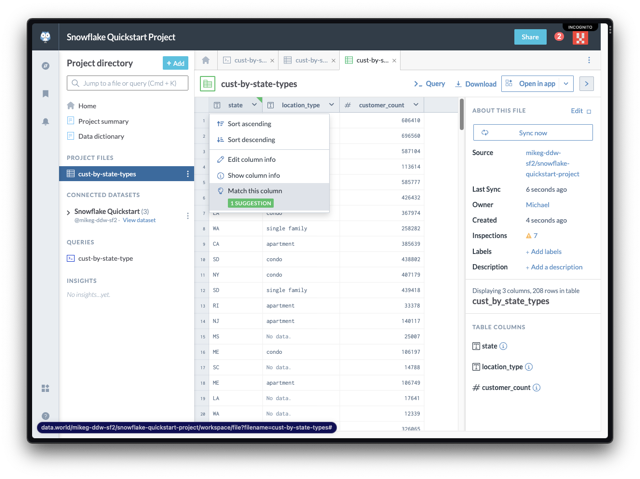 INCOGNITO
Snowflake Quickstart Project
Share
2
Project directory
+ Add
Jump to a file or query (Cmd + K)
Home
Project summary
Data dictionary
PROJECT FILES
cust-by-state-types
CONNECTED DATASETS
Snowflake Quickstart (3)
@mikeg-ddw-sf2 · View dataset
QUERIES
cust-by-state-type
INSIGHTS
No insights...yet.
cust-by-s... ×
cust-by-s... ×
cust-by-s... ×
cust-by-state-types
Query
Download
Open in app
state
location_type
# customer_count
Sort ascending
Sort descending
Edit column info
Show column info
Match this column
1 SUGGESTION
1 606410
2 696560
3 587104
4 113614
5 585777
6 426432
7 LA condo 367974
8 WA single family 258282
9 CA apartment 385639
10 SD condo 438802
11 NY condo 407179
12 SD single family 439418
13 RI apartment 33378
14 NJ apartment 140117
15 MS No data. 25007
16 ME condo 106197
17 SC No data. 14788
18 ME apartment 106749
19 LA No data. 17641
20 WA No data. 12339
326065
ABOUT THIS FILE
Edit
Sync now
Source
mikeg-ddw-
sf2/snowflake-
quickstart-project
Last Sync 6 seconds ago
Owner Michael
Created 4 seconds ago
Inspections 7
Labels + Add labels
Description + Add a description
Displaying 3 columns, 208 rows in table
cust_by_state_types
TABLE COLUMNS
state
location_type
# customer_count
data.world/mikeg-ddw-sf2/snowflake-quickstart-project/workspace/file?filename=cust-by-state-types#